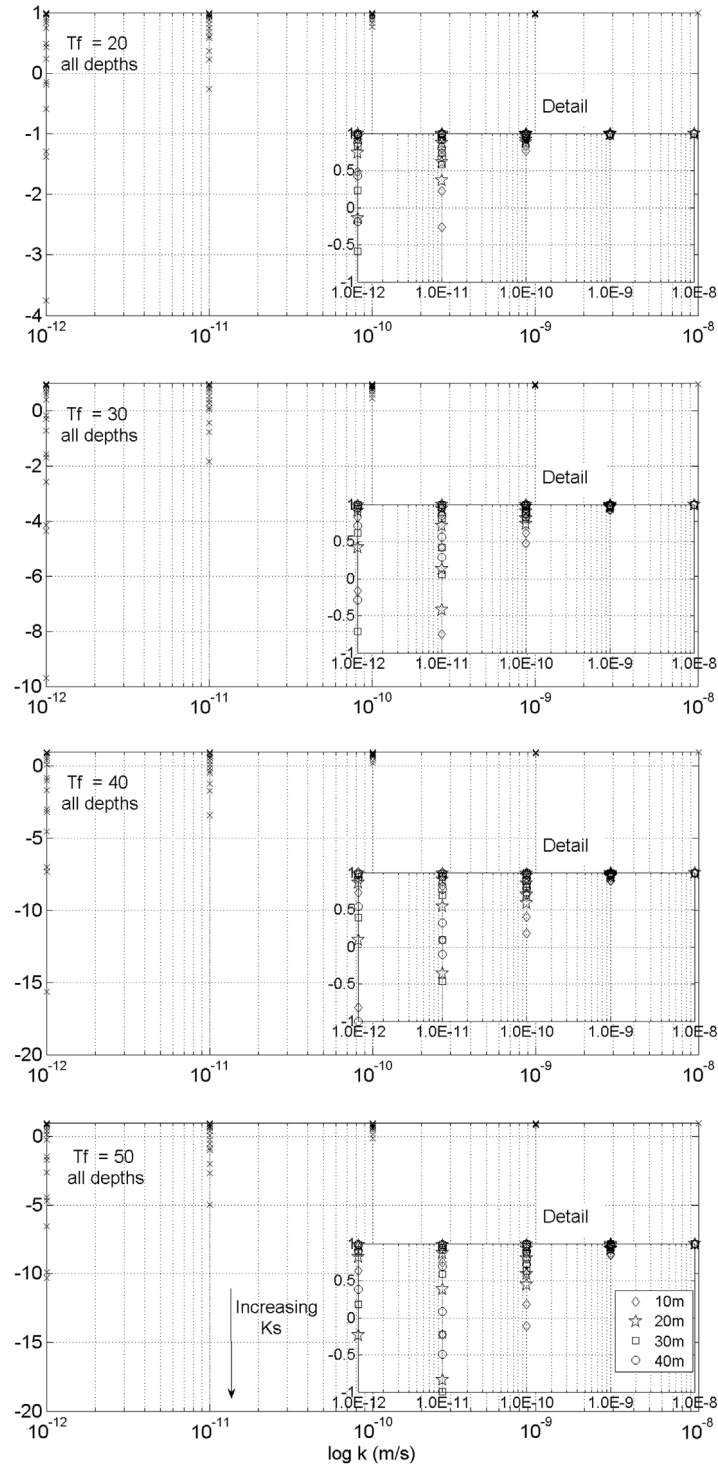 1
0
-1
-2
-3
-4
Tf = 20
all depths
Detail
1
0.5
0
-0.5
-1
1.0E-12 1.0E-11 1.0E-10 1.0E-9 1.0E-8
10-12 10-11 10-10 10-9 10-8
0
-2
-4
-6
-8
-10
Tf = 30
all depths
Detail
1
0.5
0
-0.5
-1
1.0E-12 1.0E-11 1.0E-10 1.0E-9 1.0E-8
10-12 10-11 10-10 10-9 10-8
0
-5
-10
-15
-20
Tf = 40
all depths
Detail
1
0.5
0
-0.5
-1
1.0E-12 1.0E-11 1.0E-10 1.0E-9 1.0E-8
10-12 10-11 10-10 10-9 10-8
0
-5
-10
-15
-20
Tf = 50
all depths
Increasing
Ks
Detail
1
0.5
0
-0.5
-1
1.0E-12 1.0E-11 1.0E-10 1.0E-9 1.0E-8
10m
20m
30m
40m
10-12 10-11 10-10 10-9 10-8
log k (m/s)